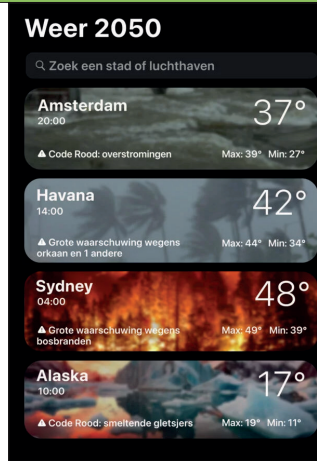 Weer 2050
Zoek een stad of luchthaven
Amsterdam 37°
20:00
Code Rood: overstromingen Max: 39° Min: 27°
Havana 42°
14:00
Grote waarschuwing wegens
orkaan en 1 andere Max: 44° Min: 34°
Sydney 48°
04:00
Grote waarschuwing wegens
bosbranden Max: 49° Min: 39°
Alaska 17°
10:00
Code Rood: smeltende gletsjers Max: 19° Min: 11°